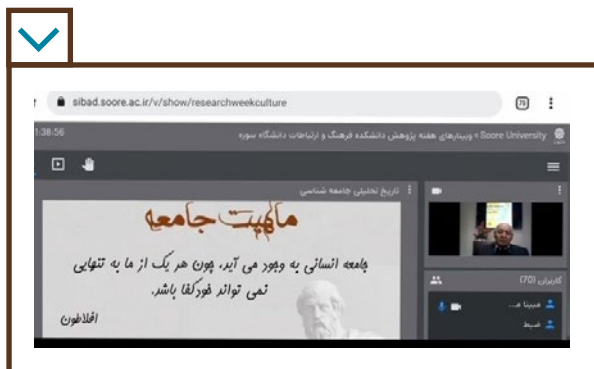 sibad.soore.ac.ir/v/show/researchweekculture
75
1:38:56
Soore University » وبینارهای هفته پژوهش دانشکده فرهنگ و ارتباطات دانشگاه سوره
تاریخ تحلیلی جامعه شناسی
ماهیت جامعه
جامعه انسانی به وجود می آید، چون هر یک از ما به تنهایی
نمی تواند خودکفا باشد.
افلاطون
کاربران (70)
مبینا م...
ضبط